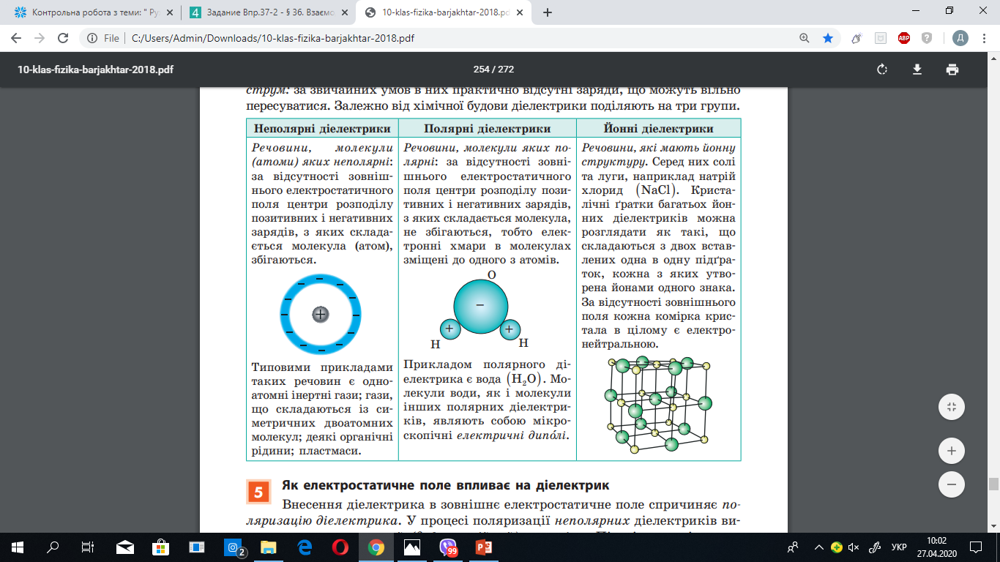 Контрольна робота з теми: " Ру
Задание Впр.37-2 - § 36. Взаємо
10-klas-fizika-barjakhtar-2018.pd
File
C:/Users/Admin/Downloads/10-klas-fizika-barjakhtar-2018.pdf
ABP
Д
10-klas-fizika-barjakhtar-2018.pdf
254 / 272
струм: за звичайних умов в них практично відсутні заряди, що можуть вільно
пересуватися. Залежно від хімічної будови діелектрики поділяють на три групи.
Неполярні діелектрики
Речовини, молекули
(атоми) яких неполярні:
за відсутності зовніш-
нього електростатичного
поля центри розподілу
позитивних і негативних
зарядів, з яких склада-
ється молекула (атом),
збігаються.
Типовими прикладами
таких речовин є одно-
атомні інертні гази; гази,
що складаються із си-
метричних двоатомних
молекул; деякі органічні
рідини; пластмаси.
Полярні діелектрики
Речовини, молекули яких по-
лярні: за відсутності зовні-
шнього електростатичного
поля центри розподілу пози-
тивних і негативних зарядів,
з яких складається молекула,
не збігаються, тобто елек-
тронні хмари в молекулах
зміщені до одного з атомів.
O
−
+
+
H
H
Прикладом полярного ді-
електрика є вода (H₂O). Мо-
лекули води, як і молекули
інших полярних діелектри-
ків, являють собою мікро-
скопічні електричні дипо́лі.
Йонні діелектрики
Речовини, які мають йонну
структуру. Серед них солі
та луги, наприклад натрій
хлорид (NaCl). Криста-
лічні ґратки багатьох йон-
них діелектриків можна
розглядати як такі, що
складаються з двох встав-
лених одна в одну підґра-
ток, кожна з яких утво-
рена йонами одного знака.
За відсутності зовнішнього
поля кожна комірка крис-
тала в цілому є електро-
нейтральною.
5
Як електростатичне поле впливає на діелектрик
Внесення діелектрика в зовнішнє електростатичне поле спричиняє по-
ляризацію діелектрика. У процесі поляризації неполярних діелектриків ви-
2
99
УКР
10:02
27.04.2020